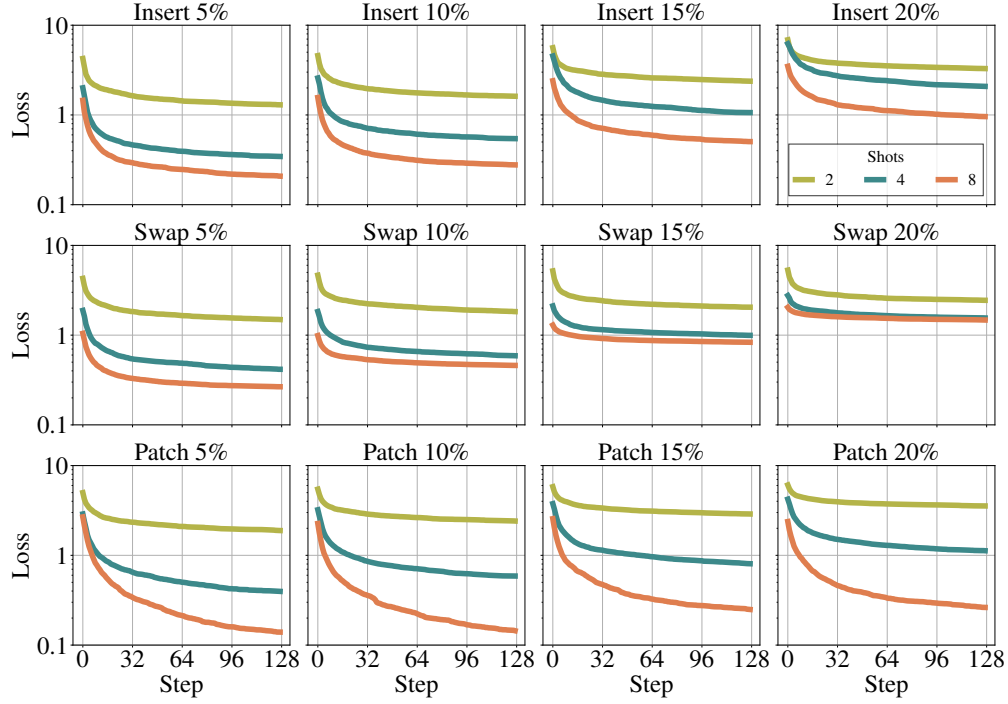 Insert 5% Insert 10% Insert 15% Insert 20%
10
1
0.1
Loss
Shots
2 4 8
Swap 5% Swap 10% Swap 15% Swap 20%
10
1
0.1
Loss
Patch 5% Patch 10% Patch 15% Patch 20%
10
1
0.1
Loss
0 32 64 96 128 0 32 64 96 128 0 32 64 96 128 0 32 64 96 128
Step Step Step Step